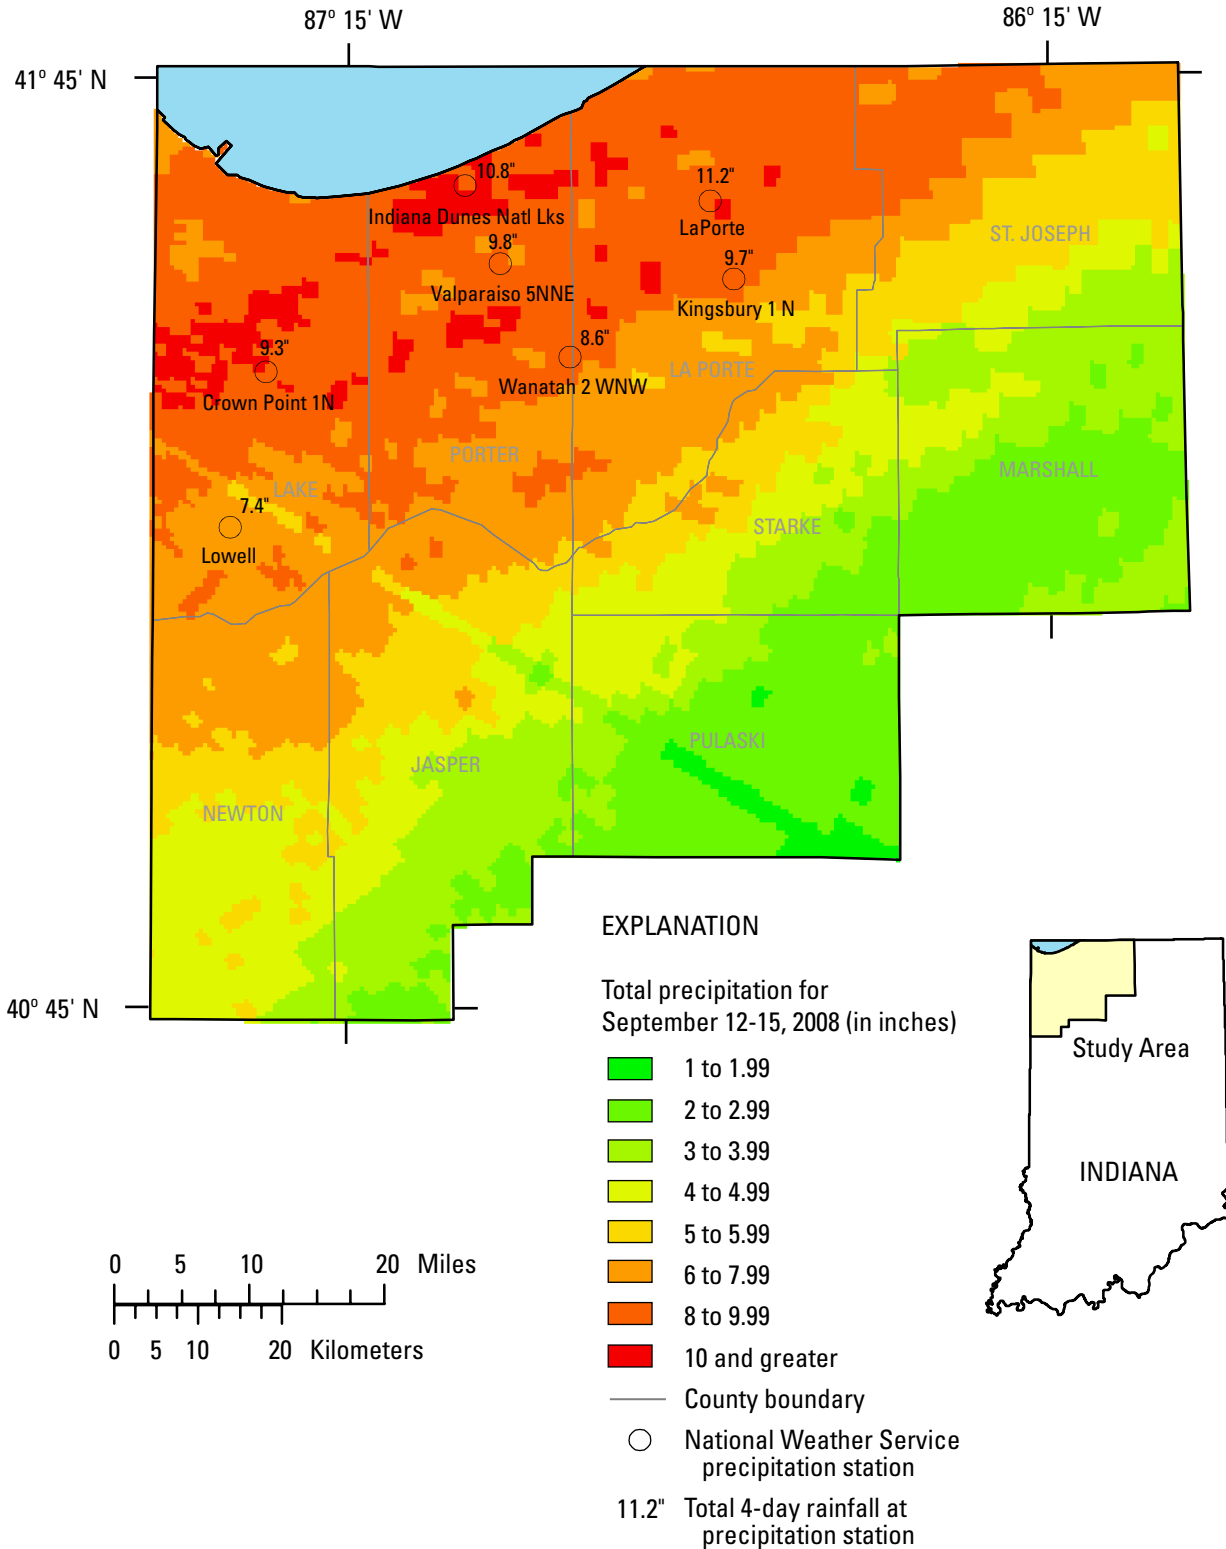 87° 15' W
86° 15' W
41° 45' N
10.8"
Indiana Dunes Natl Lks
11.2"
LaPorte
ST. JOSEPH
9.8"
Valparaiso 5NNE
9.7"
Kingsbury 1 N
9.3"
Crown Point 1N
8.6"
Wanatah 2 WNW
LA PORTE
PORTER
MARSHALL
LAKE
7.4"
Lowell
STARKE
PULASKI
JASPER
NEWTON
40° 45' N
EXPLANATION
Total precipitation for
September 12-15, 2008 (in inches)
1 to 1.99
2 to 2.99
3 to 3.99
4 to 4.99
5 to 5.99
6 to 7.99
8 to 9.99
10 and greater
County boundary
National Weather Service
precipitation station
11.2" Total 4-day rainfall at
precipitation station
Study Area
INDIANA
0 5 10 20 Miles
0 5 10 20 Kilometers